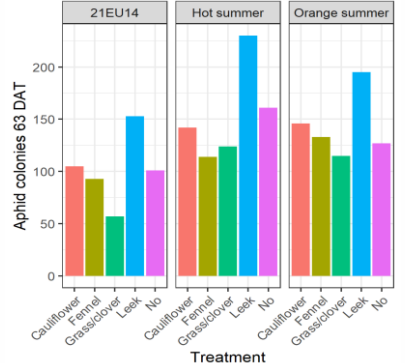 21EU14
Hot summer
Orange summer
Aphid colonies 63 DAT
200
150
100
50
0
Cauliflower
Fennel
Grass/clover
Leek
No
Cauliflower
Fennel
Grass/clover
Leek
No
Cauliflower
Fennel
Grass/clover
Leek
No
Treatment